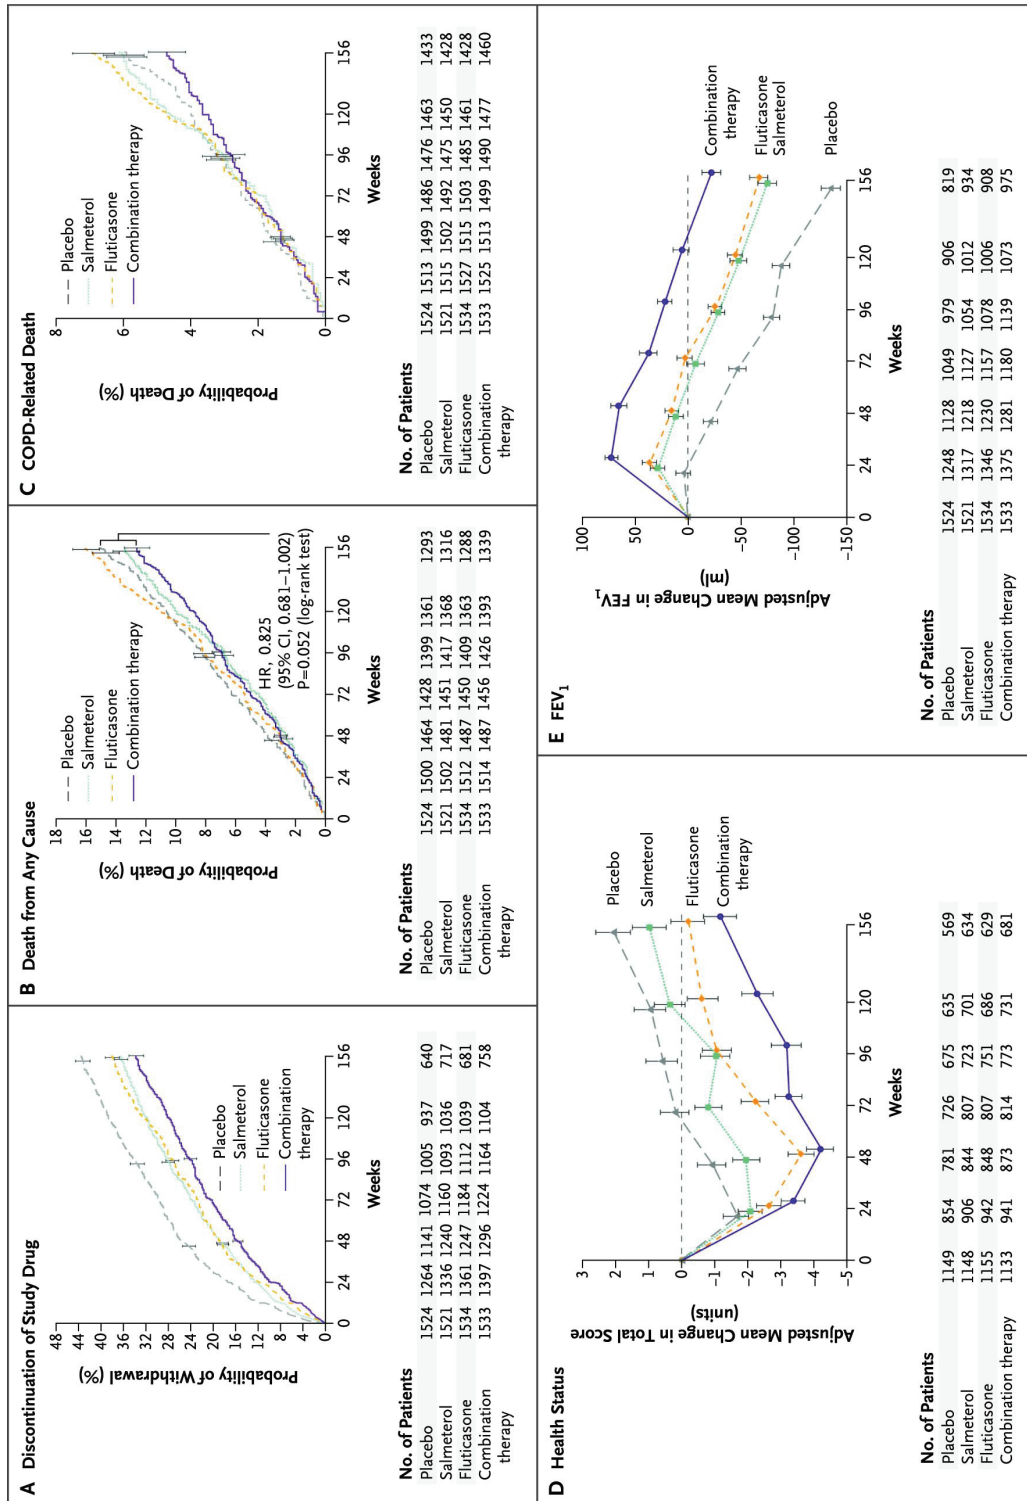 A Discontinuation of Study Drug
Probability of Withdrawal (%)
48
44
40
36
32
28
24
20
16
12
8
4
0
Placebo
Salmeterol
Fluticasone
Combination
therapy
0 24 48 72 96 120 156
Weeks
No. of Patients
Placebo 1524 1264 1141 1074 1005 937 640
Salmeterol 1521 1336 1240 1160 1093 1036 717
Fluticasone 1534 1361 1247 1184 1112 1039 681
Combination 1533 1397 1296 1224 1164 1104 758
therapy
B Death from Any Cause
Probability of Death (%)
18
16
14
12
10
8
6
4
2
0
Placebo
Salmeterol
Fluticasone
Combination therapy
HR, 0.825
(95% CI, 0.681–1.002)
P=0.052 (log-rank test)
0 24 48 72 96 120 156
Weeks
No. of Patients
Placebo 1524 1500 1464 1428 1399 1361 1293
Salmeterol 1521 1502 1481 1451 1417 1368 1316
Fluticasone 1534 1512 1487 1450 1409 1363 1288
Combination 1533 1514 1487 1456 1426 1393 1339
therapy
C COPD-Related Death
Probability of Death (%)
8
6
4
2
0
Placebo
Salmeterol
Fluticasone
Combination therapy
0 24 48 72 96 120 156
Weeks
No. of Patients
Placebo 1524 1513 1499 1486 1476 1463 1433
Salmeterol 1521 1515 1502 1492 1475 1450 1428
Fluticasone 1534 1527 1515 1503 1485 1461 1428
Combination 1533 1525 1513 1499 1490 1477 1460
therapy
D Health Status
Adjusted Mean Change in Total Score
(units)
3
2
1
0
-1
-2
-3
-4
-5
Placebo
Salmeterol
Fluticasone
Combination
therapy
0 24 48 72 96 120 156
Weeks
No. of Patients
Placebo 1149 854 781 726 675 635 569
Salmeterol 1148 906 844 807 723 701 634
Fluticasone 1155 942 848 807 751 686 629
Combination therapy 1133 941 873 814 773 731 681
E FEV1
Adjusted Mean Change in FEV1
(ml)
100
50
0
-50
-100
-150
Combination
therapy
Fluticasone
Salmeterol
Placebo
0 24 48 72 96 120 156
Weeks
No. of Patients
Placebo 1524 1248 1128 1049 979 906 819
Salmeterol 1521 1317 1218 1127 1054 1012 934
Fluticasone 1534 1346 1230 1157 1078 1006 908
Combination therapy 1533 1375 1281 1180 1139 1073 975